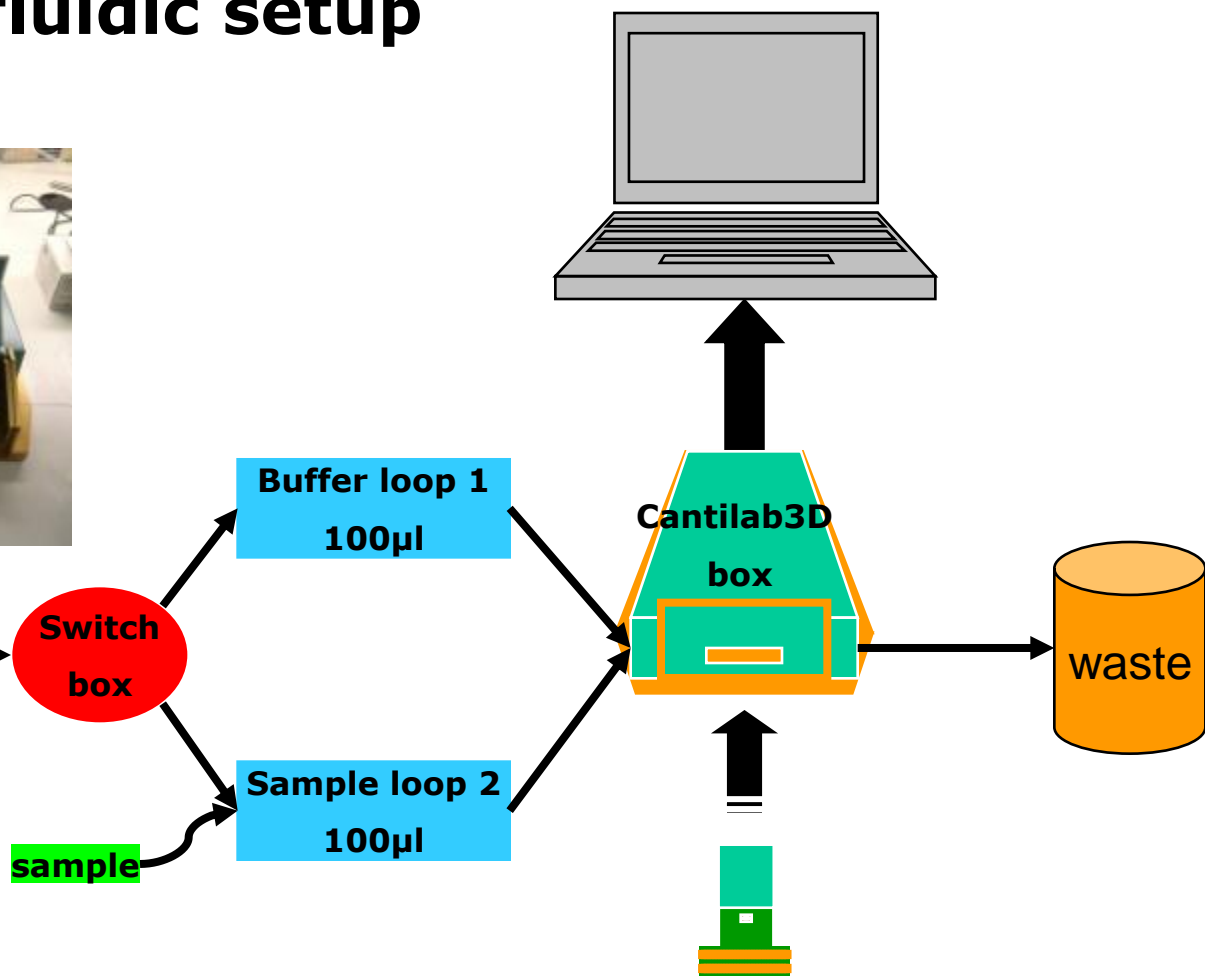 fluidic setup
Buffer loop 1
100µl
Cantilab3D
box
Switch
box
waste
Sample loop 2
100µl
sample